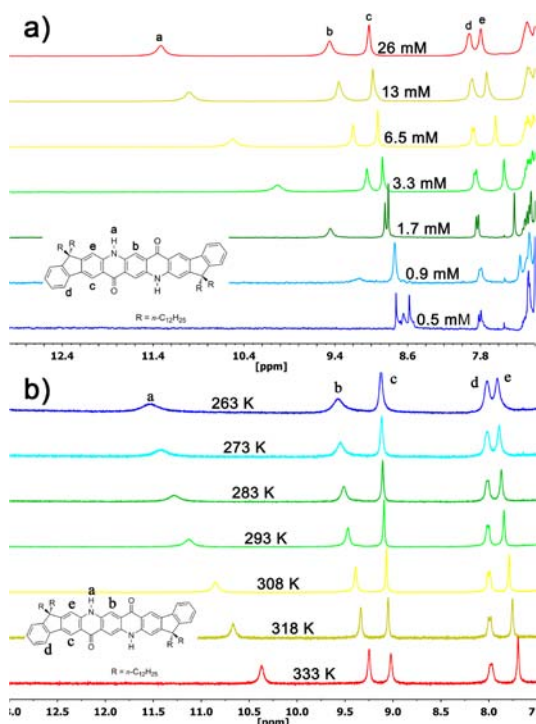 a)
a b c d e
26 mM
13 mM
6.5 mM
3.3 mM
1.7 mM
0.9 mM
0.5 mM
R R
a
H
N
O
e b
d c
O
N
H
R R
R = n-C12H25
12.4 11.4 10.4 9.4 8.6 7.8
[ppm]
b)
a b c d e
263 K
273 K
283 K
293 K
308 K
318 K
333 K
R R
a
H
N
O
e b
d c
O
N
H
R R
R = n-C12H25
12.5 12.0 11.5 11.0 10.5 10.0 9.5 9.0 8.5 8.0
[ppm]